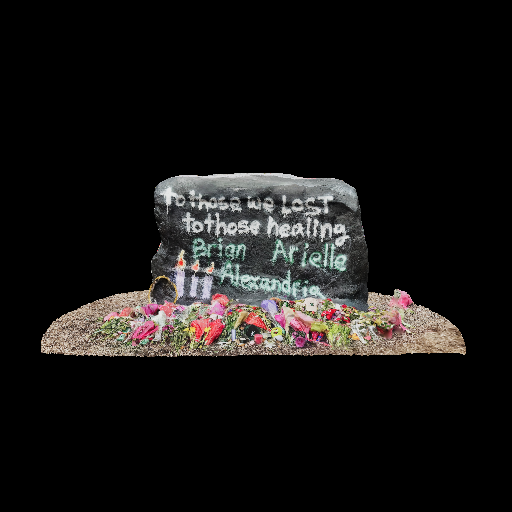 to those we LOST
to those healing
Brian Arielle
Alexandria